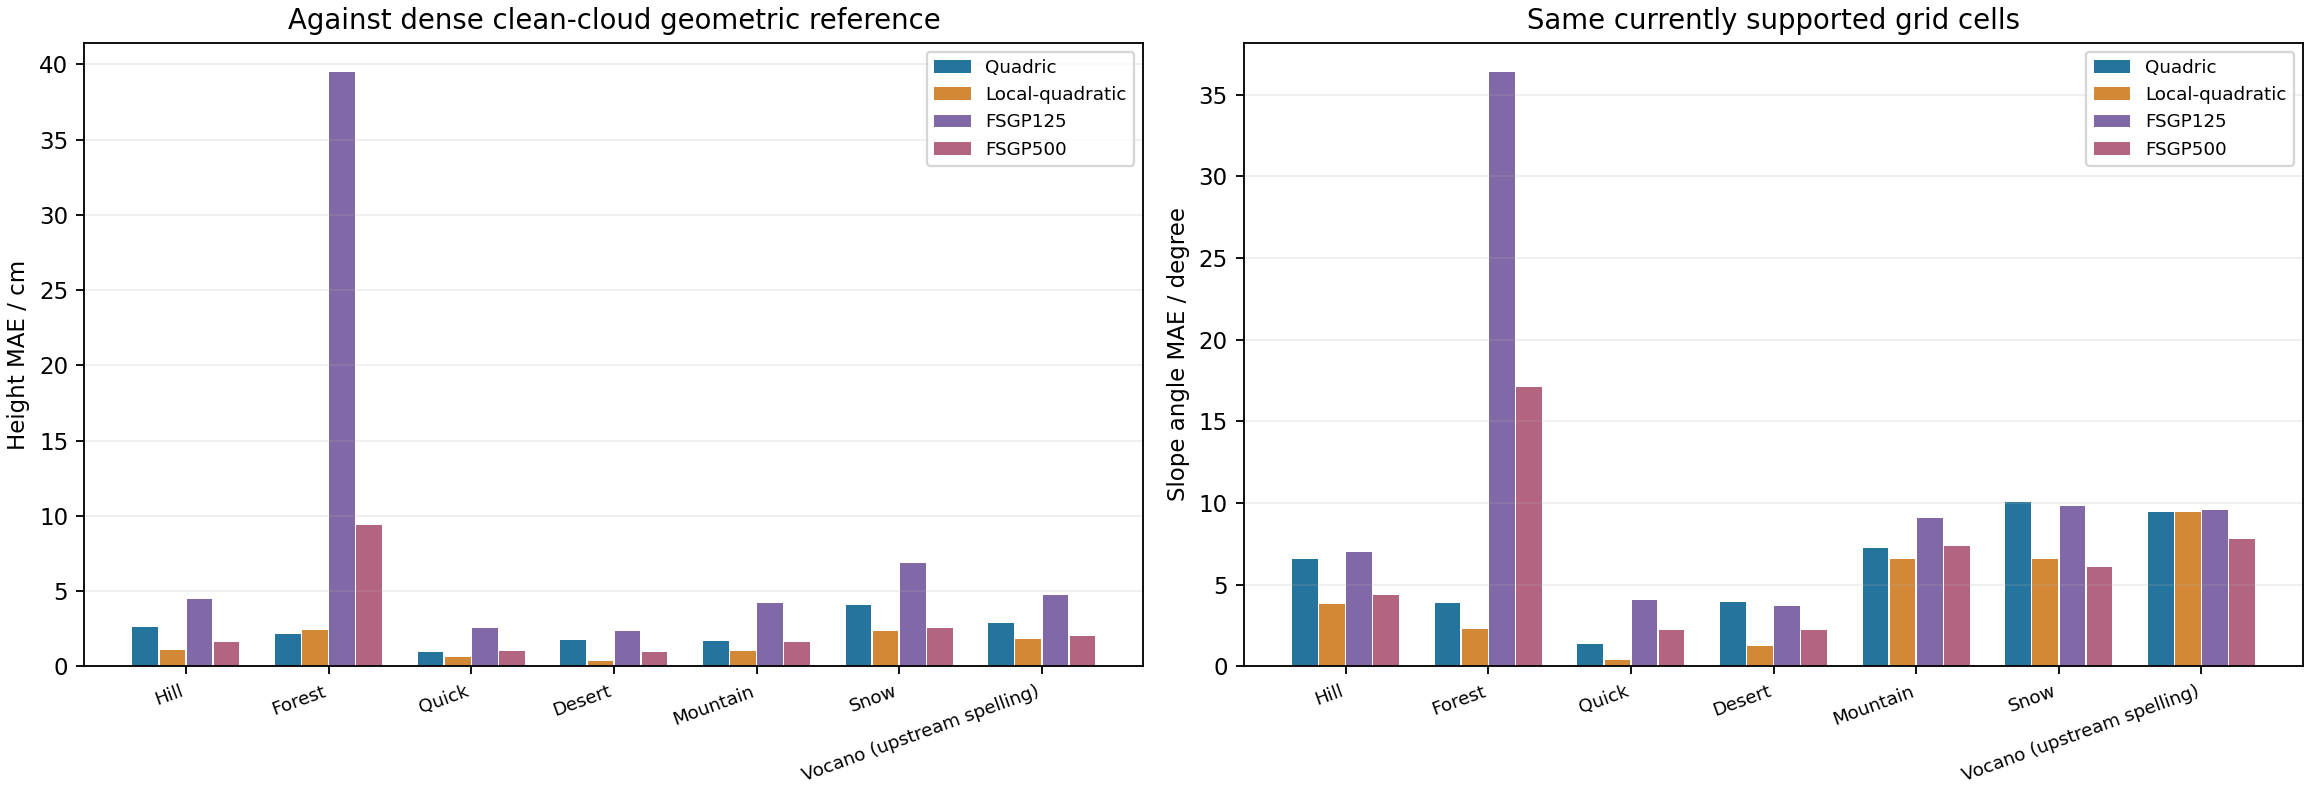 Against dense clean-cloud geometric reference
Height MAE / cm
40
35
30
25
20
15
10
5
0
Quadric
Local-quadratic
FSGP125
FSGP500
Hill
Forest
Quick
Desert
Mountain
Snow
Vocano (upstream spelling)
Same currently supported grid cells
Slope angle MAE / degree
35
30
25
20
15
10
5
0
Quadric
Local-quadratic
FSGP125
FSGP500
Hill
Forest
Quick
Desert
Mountain
Snow
Vocano (upstream spelling)